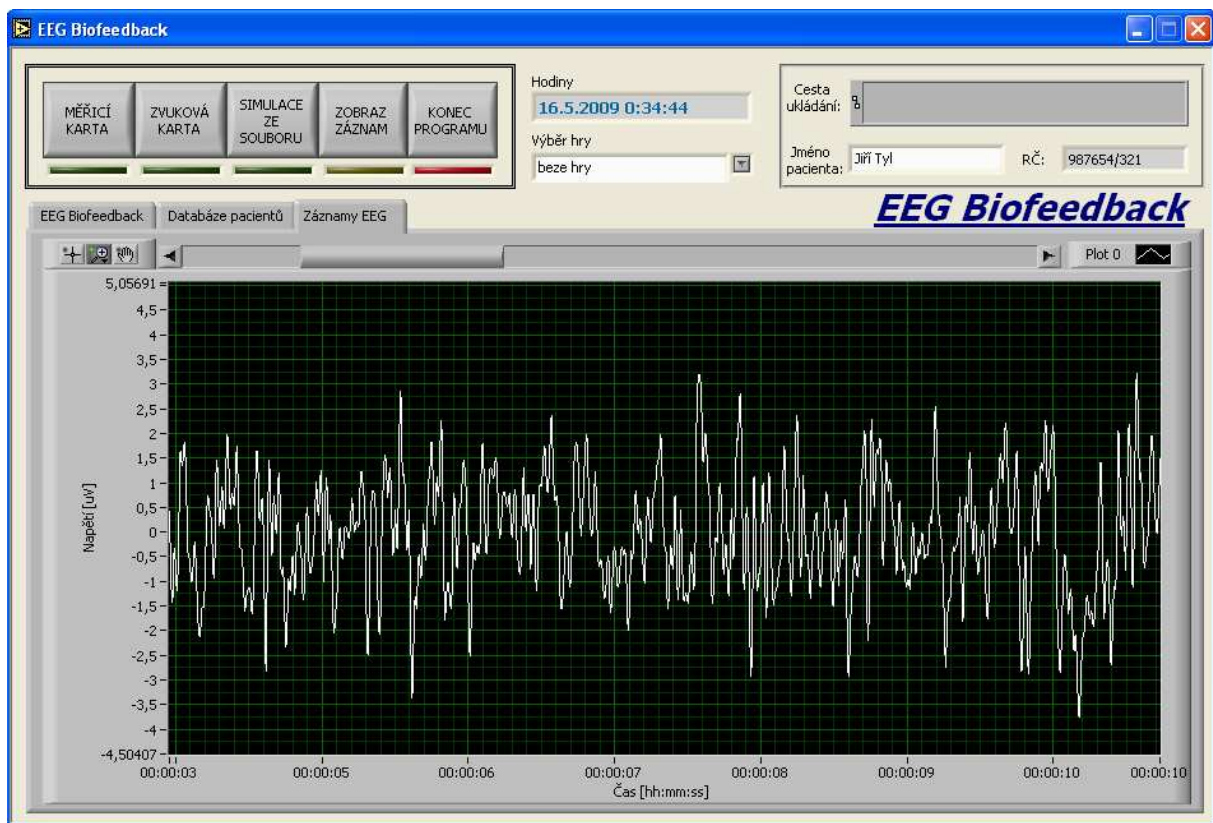 EEG Biofeedback
MĚŘICÍ
KARTA
ZVUKOVÁ
KARTA
SIMULACE
ZE
SOUBORU
ZOBRAZ
ZÁZNAM
KONEC
PROGRAMU
Hodiny
16.5.2009 0:34:44
Výběr hry
beze hry
Cesta
ukládání:
Jméno
pacienta:
Jiří Tyl
RČ:
987654/321
EEG Biofeedback
Databáze pacientů
Záznamy EEG
EEG Biofeedback
Plot 0
5,05691
4,5
4
3,5
3
2,5
2
1,5
1
0,5
0
-0,5
-1
-1,5
-2
-2,5
-3
-3,5
-4
-4,50407
Napětí [uV]
00:00:03
00:00:05
00:00:06
00:00:07
00:00:08
00:00:09
00:00:10
00:00:10
Čas [hh:mm:ss]